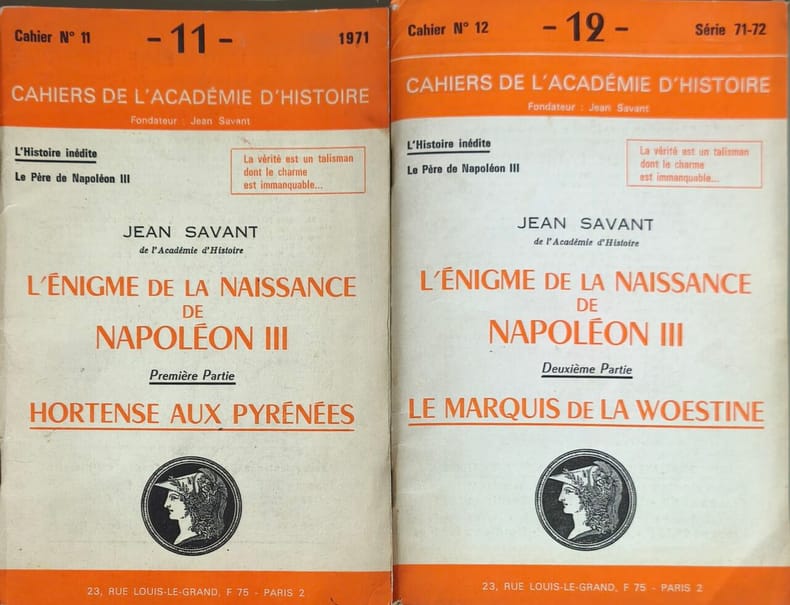 Cahier N° 11 - 11 - 1971
CAHIERS DE L'ACADÉMIE D'HISTOIRE
Fondateur : Jean Savant
L'Histoire inédite
Le Père de Napoléon III
La vérité est un talisman
dont le charme
est immanquable...
JEAN SAVANT
de l'Académie d'Histoire
L'ÉNIGME DE LA NAISSANCE
DE
NAPOLÉON III
Première Partie
HORTENSE AUX PYRÉNÉES
23, RUE LOUIS-LE-GRAND, F 75 - PARIS 2
Cahier N° 12 - 12 - Série 71-72
CAHIERS DE L'ACADÉMIE D'HISTOIRE
Fondateur : Jean Savant
L'Histoire inédite
Le Père de Napoléon III
La vérité est un talisman
dont le charme
est immanquable...
JEAN SAVANT
de l'Académie d'Histoire
L'ÉNIGME DE LA NAISSANCE
DE
NAPOLÉON III
Deuxième Partie
LE MARQUIS DE LA WOESTINE
23, RUE LOUIS-LE-GRAND, F 75 - PARIS 2